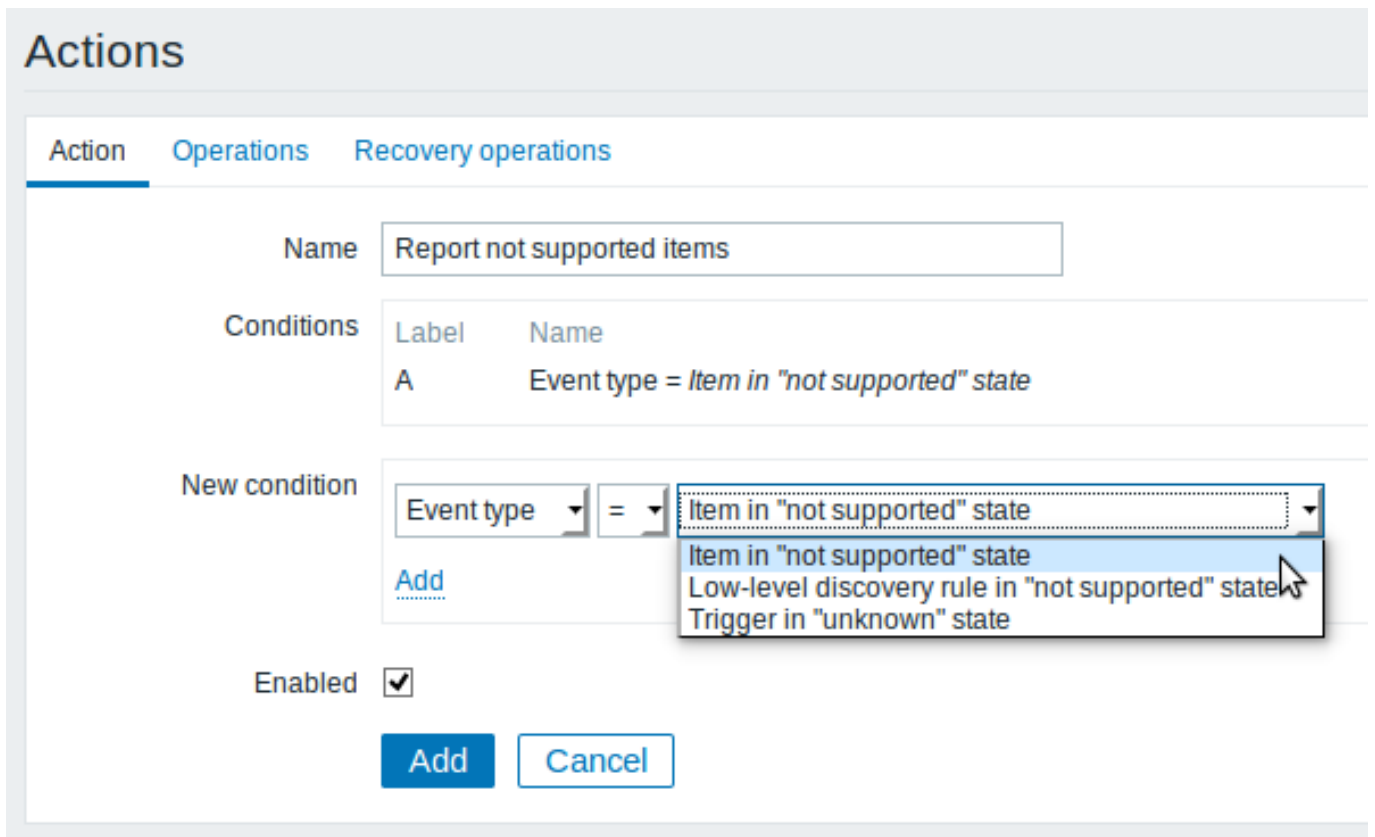 Actions
Action Operations Recovery operations
Name Report not supported items
Conditions Label Name
A Event type = Item in "not supported" state
New condition Event type = Item in "not supported" state
Item in "not supported" state
Add Low-level discovery rule in "not supported" state
Trigger in "unknown" state
Enabled
Add Cancel